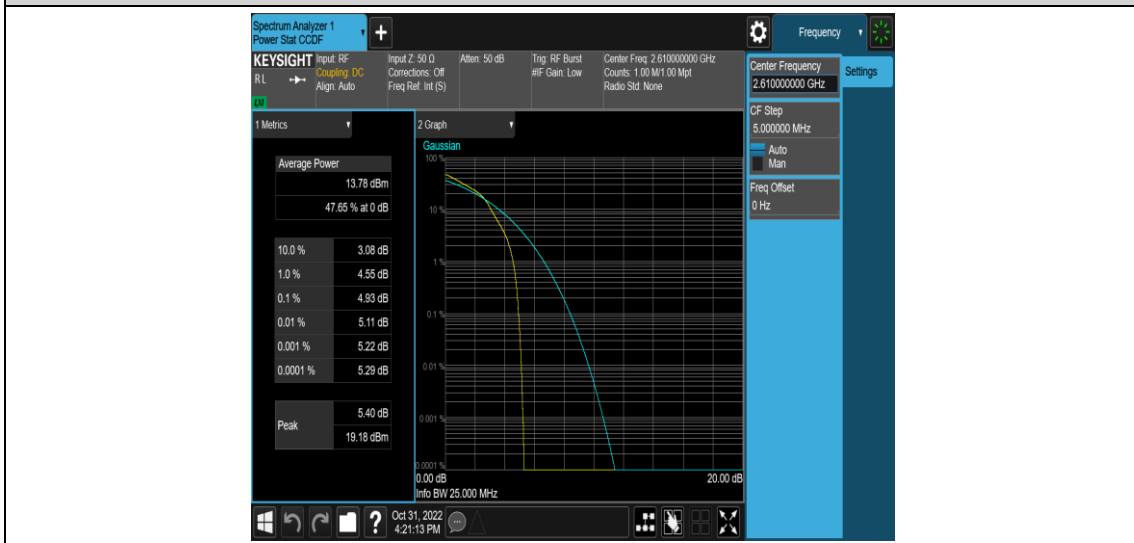 Spectrum Analyzer 1
Power Stat CCDF
+
Frequency
KEYSIGHT
RL
LNI
Input: RF
Coupling: DC
Align: Auto
Input Z: 50 Ω
Corrections: Off
Freq Ref: Int (S)
Atten: 50 dB
Trig: RF Burst
#IF Gain: Low
Center Freq: 2.610000000 GHz
Counts: 1.00 M/1.00 Mpt
Radio Std: None
Center Frequency
2.610000000 GHz
Settings
CF Step
5.000000 MHz
Auto
Man
Freq Offset
0 Hz
1 Metrics
Average Power
13.78 dBm
47.65 % at 0 dB
10.0 % 3.08 dB
1.0 % 4.55 dB
0.1 % 4.93 dB
0.01 % 5.11 dB
0.001 % 5.22 dB
0.0001 % 5.29 dB
Peak
5.40 dB
19.18 dBm
2 Graph
Gaussian
100 %
10 %
1 %
0.1 %
0.01 %
0.001 %
0.0001 %
0.00 dB 20.00 dB
Info BW 25.000 MHz
?
Oct 31, 2022
4:21:13 PM